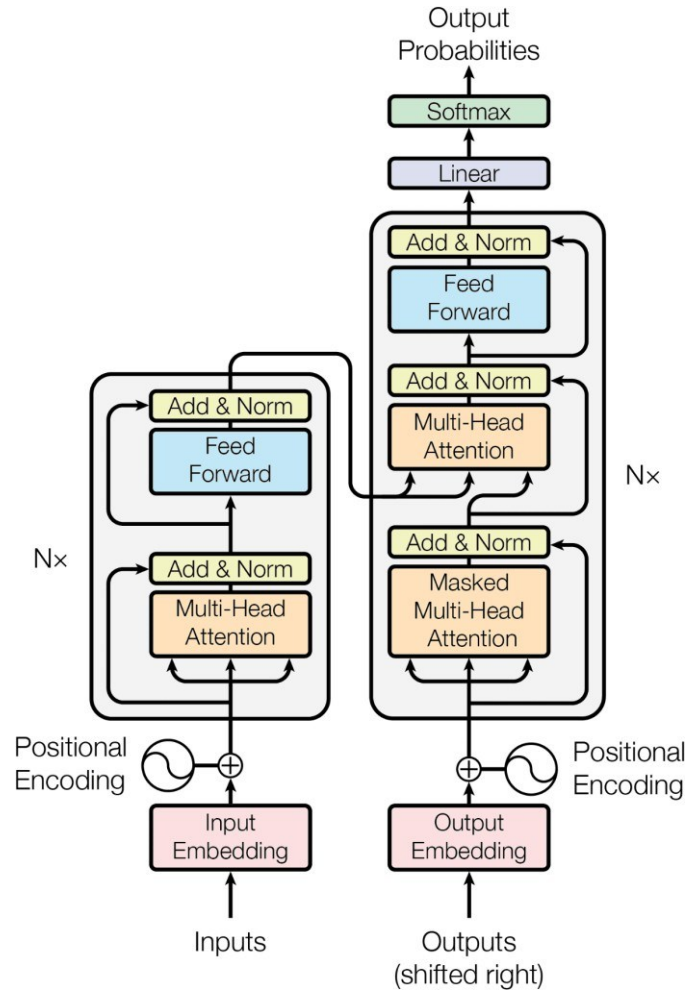 Output
Probabilities
Softmax
Linear
Add & Norm
Feed
Forward
Add & Norm
Multi-Head
Attention
Add & Norm
Masked
Multi-Head
Attention
Nx
Add & Norm
Feed
Forward
Add & Norm
Multi-Head
Attention
Nx
Positional
Encoding
Positional
Encoding
Input
Embedding
Output
Embedding
Inputs
Outputs
(shifted right)